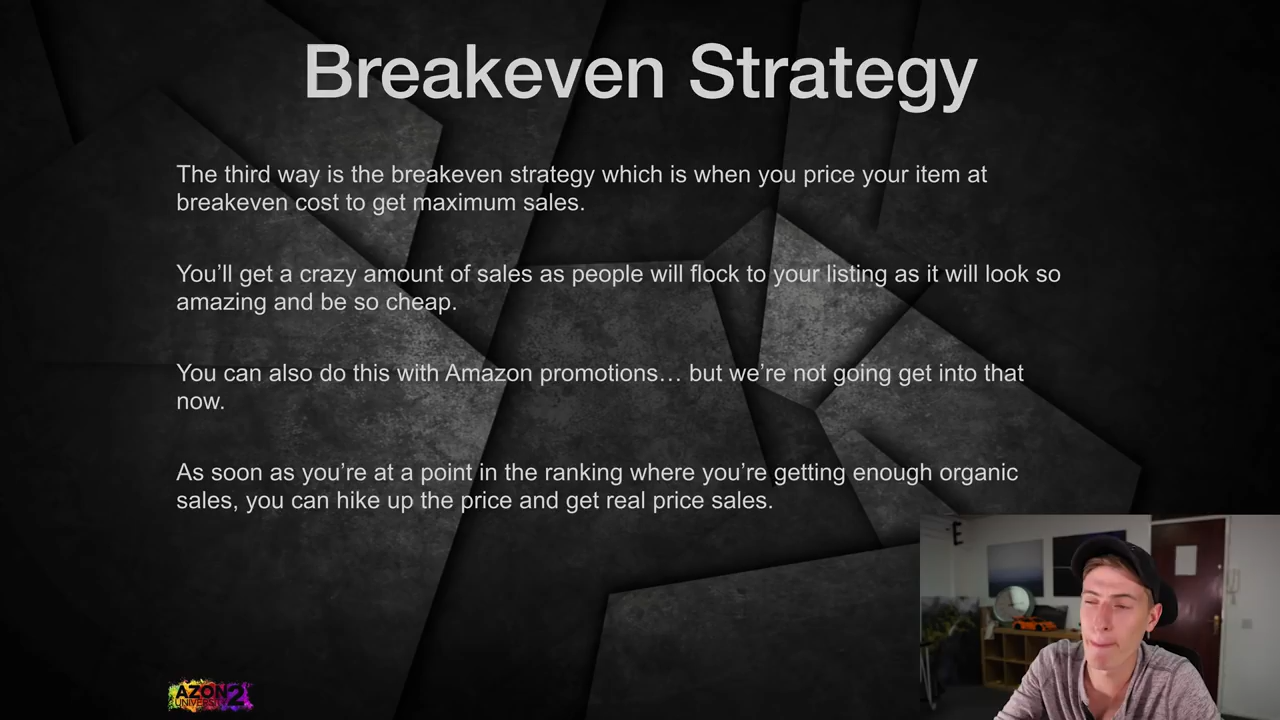 Breakeven Strategy
The third way is the breakeven strategy which is when you price your item at
breakeven cost to get maximum sales.
You’ll get a crazy amount of sales as people will flock to your listing as it will look so
amazing and be so cheap.
You can also do this with Amazon promotions… but we’re not going get into that
now.
As soon as you’re at a point in the ranking where you’re getting enough organic
sales, you can hike up the price and get real price sales.
E
AZON 2
UNIVERSITY